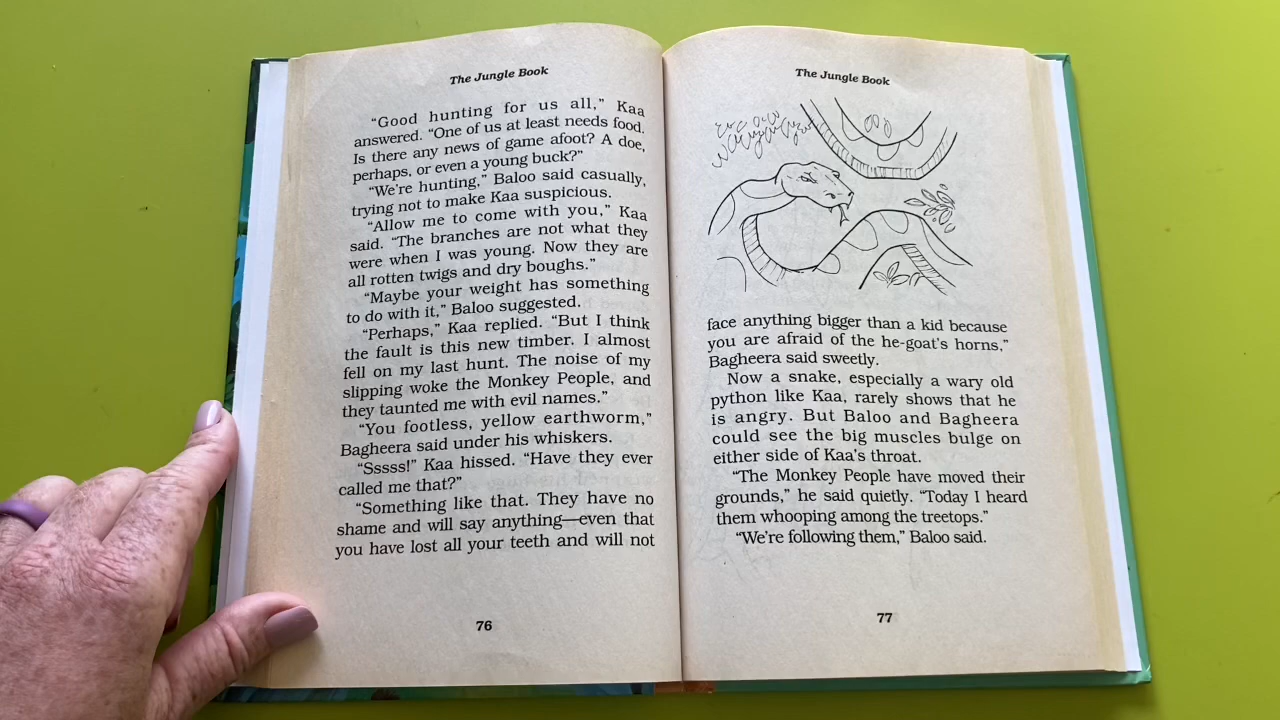 The Jungle Book
“Good hunting for us all,” Kaa
answered. “One of us at least needs food.
Is there any news of game afoot? A doe,
perhaps, or even a young buck?”
“We’re hunting,” Baloo said casually,
trying not to make Kaa suspicious.
“Allow me to come with you,” Kaa
said. “The branches are not what they
were when I was young. Now they are
all rotten twigs and dry boughs.”
“Maybe your weight has something
to do with it,” Baloo suggested.
“Perhaps,” Kaa replied. “But I think
the fault is this new timber. I almost
fell on my last hunt. The noise of my
slipping woke the Monkey People, and
they taunted me with evil names.”
“You footless, yellow earthworm,”
Bagheera said under his whiskers.
“Sssss!” Kaa hissed. “Have they ever
called me that?”
“Something like that. They have no
shame and will say anything—even that
you have lost all your teeth and will not
76
The Jungle Book
face anything bigger than a kid because
you are afraid of the he-goat’s horns,”
Bagheera said sweetly.
Now a snake, especially a wary old
python like Kaa, rarely shows that he
is angry. But Baloo and Bagheera
could see the big muscles bulge on
either side of Kaa’s throat.
“The Monkey People have moved their
grounds,” he said quietly. “Today I heard
them whooping among the treetops.”
“We’re following them,” Baloo said.
77